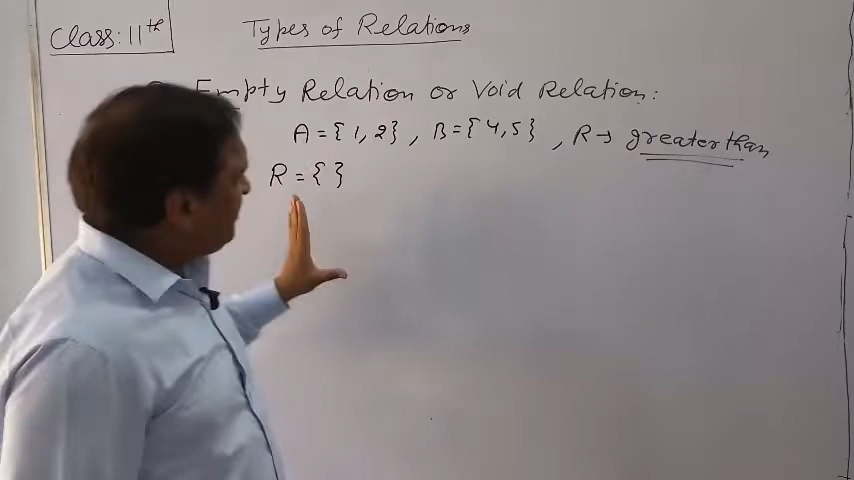 Class: 11th
Types of Relations
Empty Relation or Void Relation:
A = {1, 2}, B = {4, 5}, R → greater than
R = { }